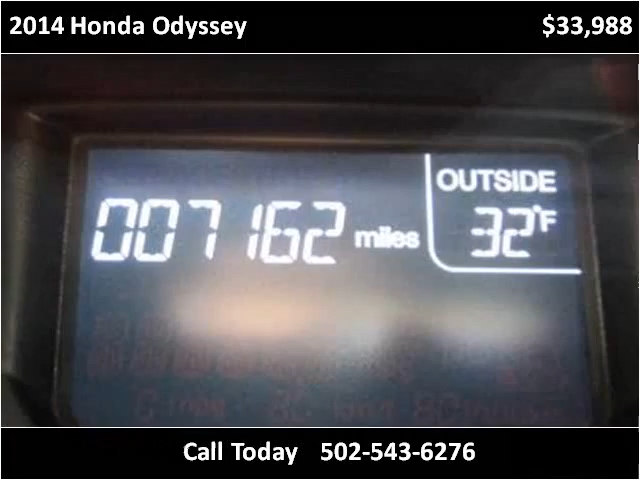 2014 Honda Odyssey $33,988
OUTSIDE
007162 miles 32°F
Call Today 502-543-6276